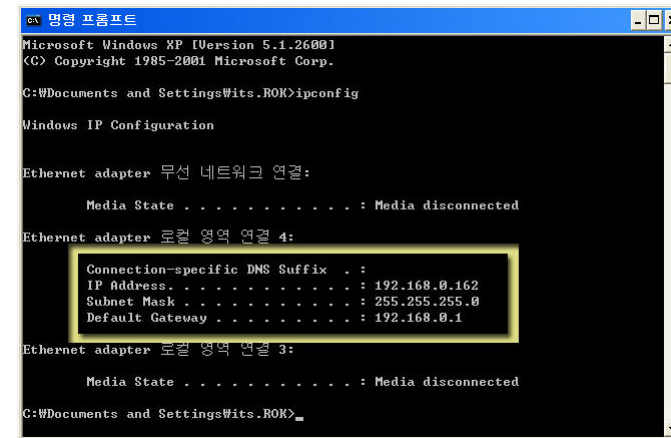 명령 프롬프트
Microsoft Windows XP [Version 5.1.2600]
(C) Copyright 1985-2001 Microsoft Corp.
C:₩Documents and Settings₩its.ROK>ipconfig
Windows IP Configuration
Ethernet adapter 무선 네트워크 연결:
Media State . . . . . . . . . . . : Media disconnected
Ethernet adapter 로컬 영역 연결 4:
Connection-specific DNS Suffix  . :
IP Address. . . . . . . . . . . . : 192.168.0.162
Subnet Mask . . . . . . . . . . . : 255.255.255.0
Default Gateway . . . . . . . . . : 192.168.0.1
Ethernet adapter 로컬 영역 연결 3:
Media State . . . . . . . . . . . : Media disconnected
C:₩Documents and Settings₩its.ROK>_